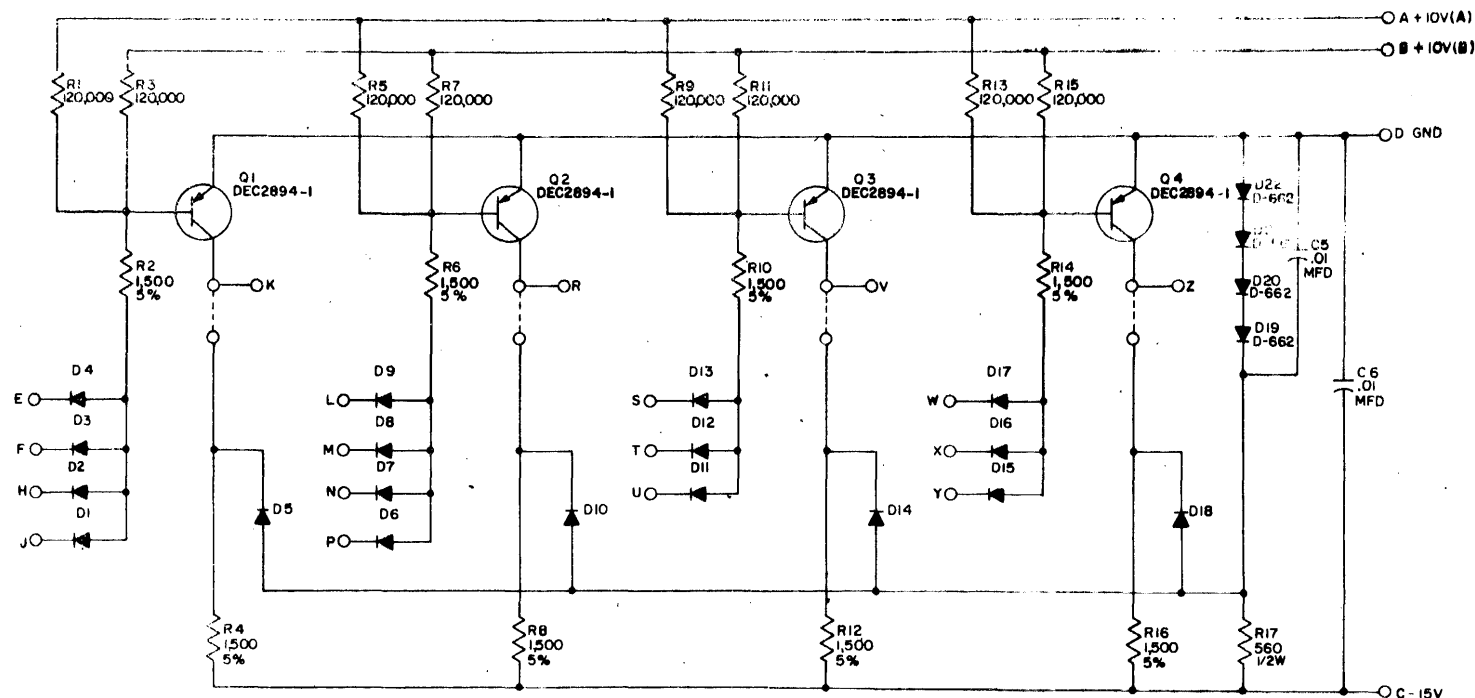 A +10V(A)
B +10V(B)
R1
120,000
R3
120,000
R5
120,000
R7
120,000
R9
120,000
R11
120,000
R13
120,000
R15
120,000
D GND
Q1
DEC2894-1
Q2
DEC2894-1
Q3
DEC2894-1
Q4
DEC2894-1
D22
D-662
C5
.01
MFD
D20
D-662
D19
D-662
C6
.01
MFD
R2
1,500
5%
K
R6
1,500
5%
R
R10
1,500
5%
V
R14
1,500
5%
Z
E
D4
F
D3
H
D2
J
D1
L
D9
M
D8
N
D7
P
D6
S
D13
T
D12
U
D11
W
D17
X
D16
Y
D15
D5
D10
D14
D18
R4
1,500
5%
R8
1,500
5%
R12
1,500
5%
R16
1,500
5%
R17
560
1/2W
C-15V